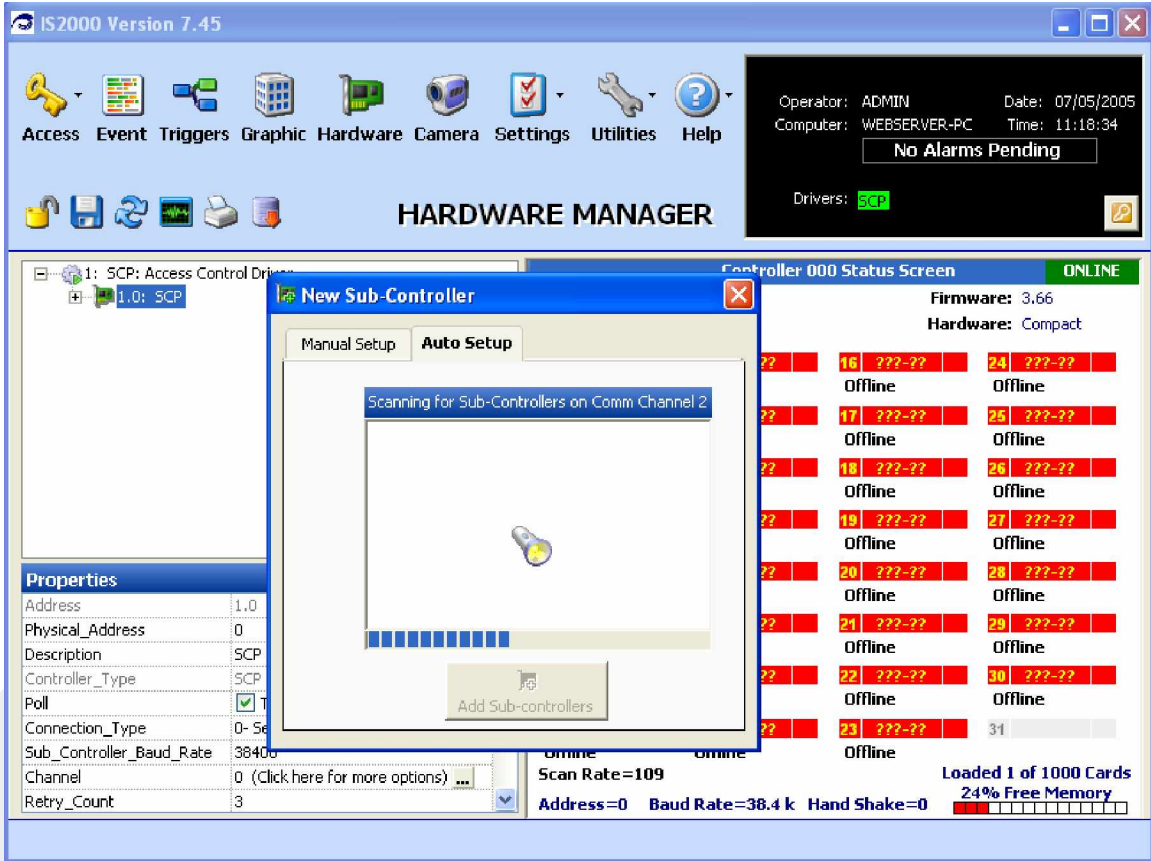 IS2000 Version 7.45
Access Event Triggers Graphic Hardware Camera Settings Utilities Help
Operator: ADMIN Date: 07/05/2005
Computer: WEBSERVER-PC Time: 11:18:34
No Alarms Pending
Drivers: SCP
HARDWARE MANAGER
1: SCP: Access Control
1.0: SCP
Controller 000 Status Screen ONLINE
Firmware: 3.66
Hardware: Compact
New Sub-Controller
Manual Setup Auto Setup
Scanning for Sub-Controllers on Comm Channel 2
Add Sub-controllers
?? 16 ???-?? 24 ???-??
Offline Offline
?? 17 ???-?? 25 ???-??
Offline Offline
?? 18 ???-?? 26 ???-??
Offline Offline
?? 19 ???-?? 27 ???-??
Offline Offline
?? 20 ???-?? 28 ???-??
Offline Offline
?? 21 ???-?? 29 ???-??
Offline Offline
?? 22 ???-?? 30 ???-??
Offline Offline
?? 23 ???-?? 31
Offline Offline Offline
Scan Rate=109 Loaded 1 of 1000 Cards
24% Free Memory
Address=0 Baud Rate=38.4 k Hand Shake=0
Properties
Address 1.0
Physical_Address 0
Description SCP
Controller_Type SCP
Poll
Connection_Type 0- Se
Sub_Controller_Baud_Rate 38400
Channel 0 (Click here for more options) ...
Retry_Count 3